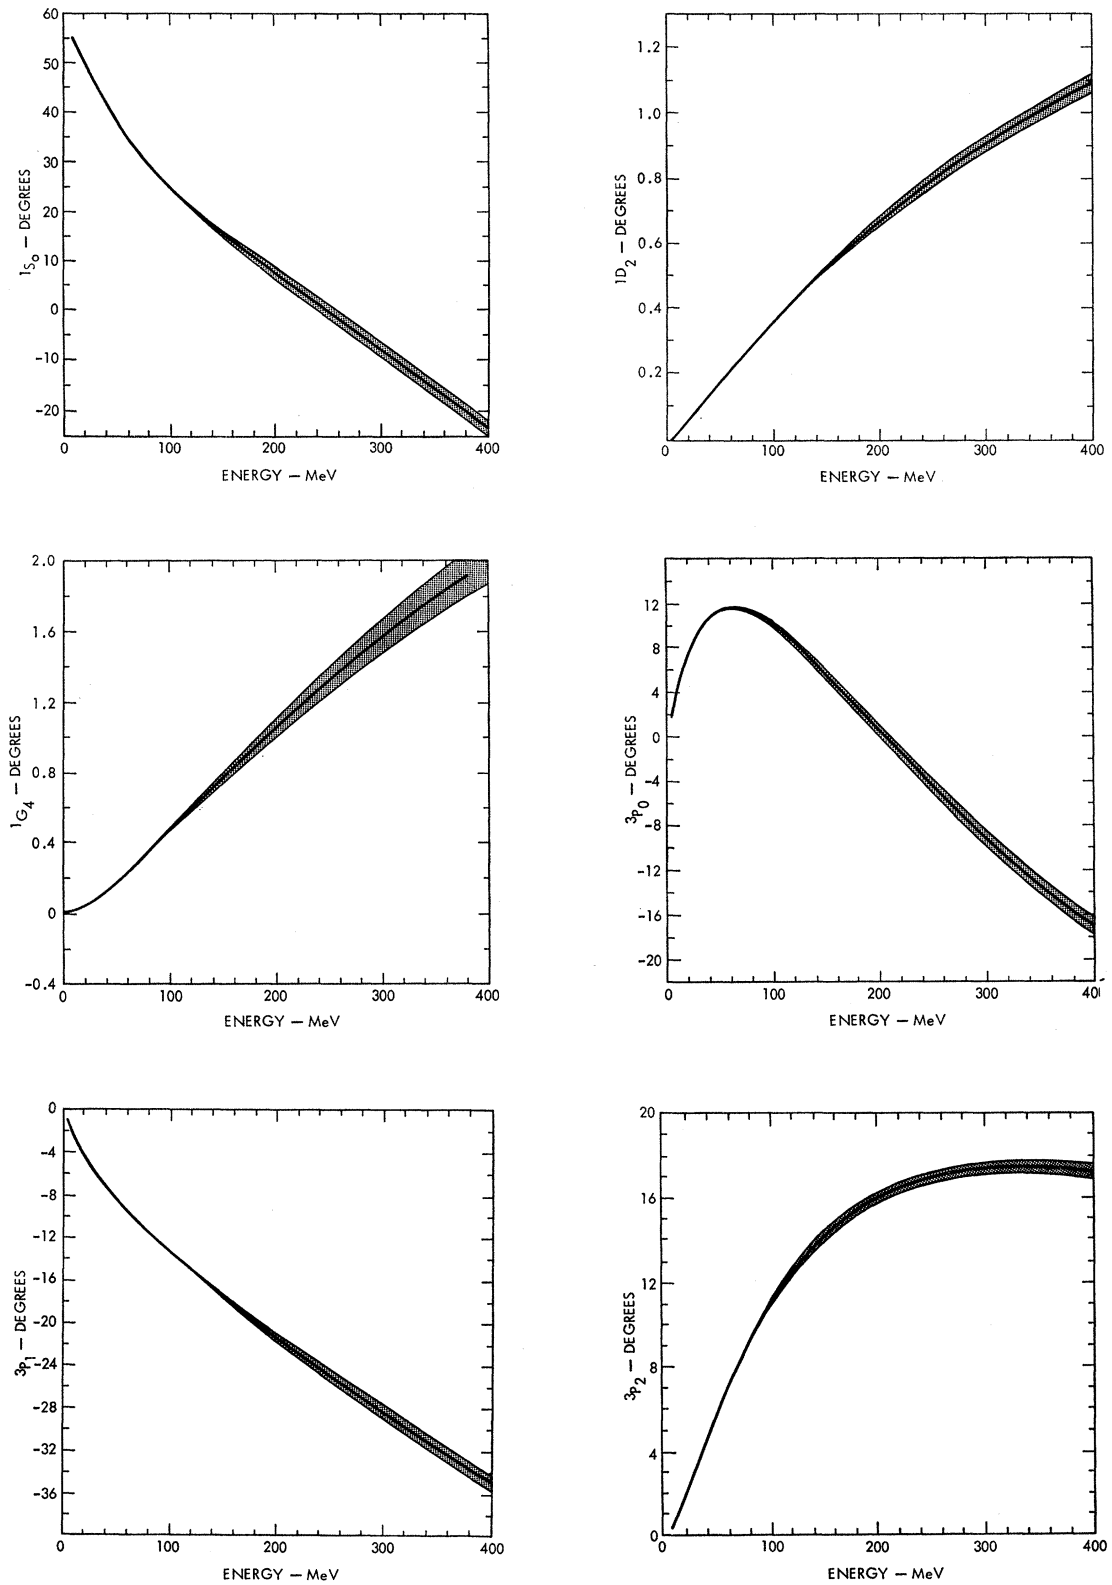 60
50
40
30
20
10
0
-10
-20
0 100 200 300 400
1S0 — DEGREES
ENERGY — MeV
1.2
1.0
0.8
0.6
0.4
0.2
0 100 200 300 400
1D2 — DEGREES
ENERGY — MeV
2.0
1.6
1.2
0.8
0.4
0
-0.4
0 100 200 300 400
1G4 — DEGREES
ENERGY — MeV
12
8
4
0
-4
-8
-12
-16
-20
0 100 200 300 40
3P0 — DEGREES
ENERGY — MeV
0
-4
-8
-12
-16
-20
-24
-28
-32
-36
0 100 200 300 400
3P1 — DEGREES
ENERGY — MeV
20
16
12
8
4
0
0 100 200 300 400
3P2 — DEGREES
ENERGY — MeV